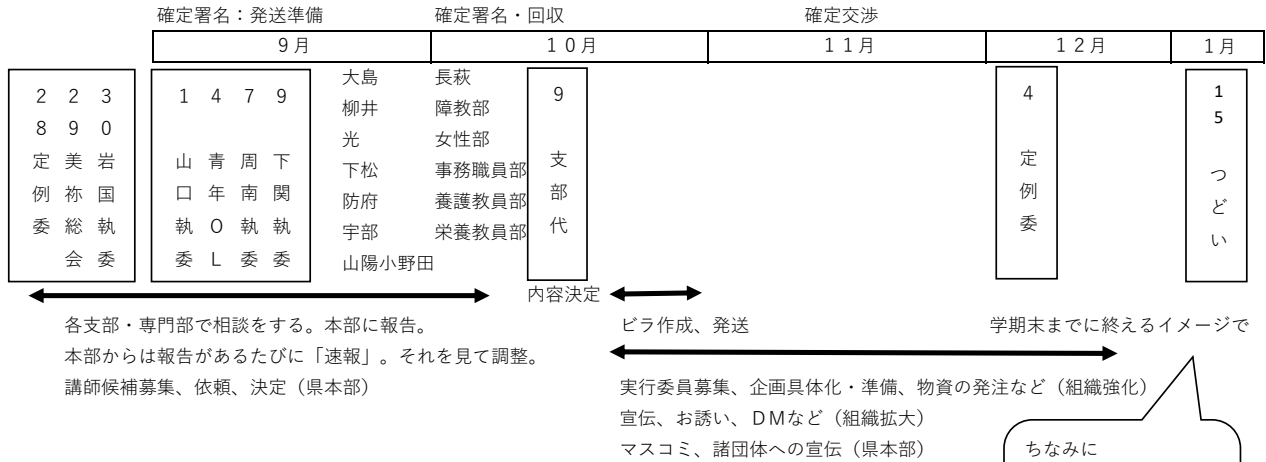 確定署名：発送準備
確定署名・回収
確定交渉
９月
１０月
１１月
１２月
１月
２８定例委
２９美祢総会
３０岩国執委
１山口執委
４青年ＯＬ
７周南執委
９下関執委
大島
柳井
光
下松
防府
宇部
山陽小野田
長萩
障教部
女性部
事務職員部
養護教員部
栄養教員部
９支部代
４定例委
15つどい
内容決定
各支部・専門部で相談をする。本部に報告。
本部からは報告があるたびに「速報」。それを見て調整。
講師候補募集、依頼、決定（県本部）
ビラ作成、発送
学期末までに終えるイメージで
実行委員募集、企画具体化・準備、物資の発注など（組織強化）
宣伝、お誘い、ＤＭなど（組織拡大）
マスコミ、諸団体への宣伝（県本部）
ちなみに